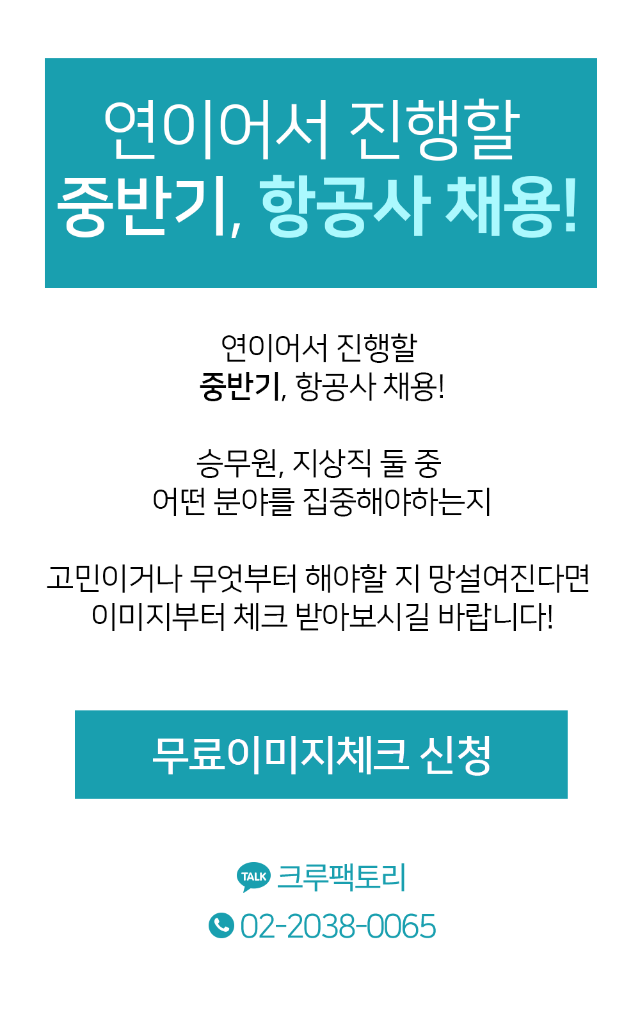 연이어서 진행할
중반기, 항공사 채용!
연이어서 진행할
중반기, 항공사 채용!
승무원, 지상직 둘 중
어떤 분야를 집중해야하는지
고민이거나 무엇부터 해야할 지 망설여진다면
이미지부터 체크 받아보시길 바랍니다!
무료이미지체크 신청
TALK 크루팩토리
02-2038-0065